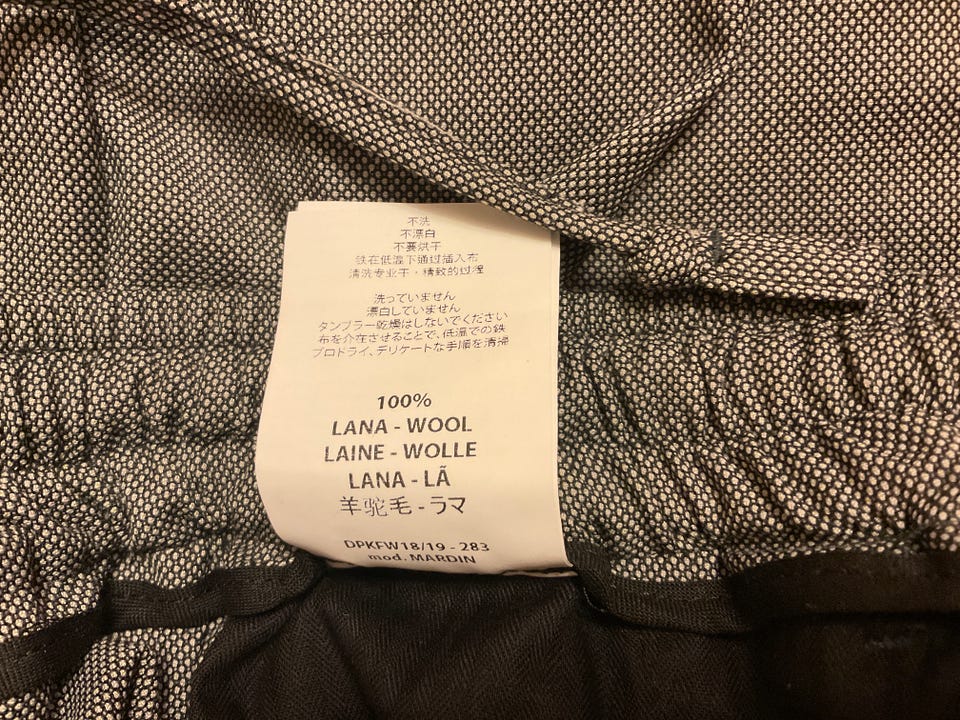 不洗
不漂白
不要烘干
铁在低温下通过插入布
清洗专业干，精致的过程
洗っていません
漂白していません
タンブラー乾燥はしないでください
布を介在させることで、低温での鉄
プロドライ、デリケートな手順を清掃
100%
LANA - WOOL
LAINE - WOLLE
LANA - LÃ
羊驼毛 - ラマ
DPKFW18/19 - 283
mod. MARDIN